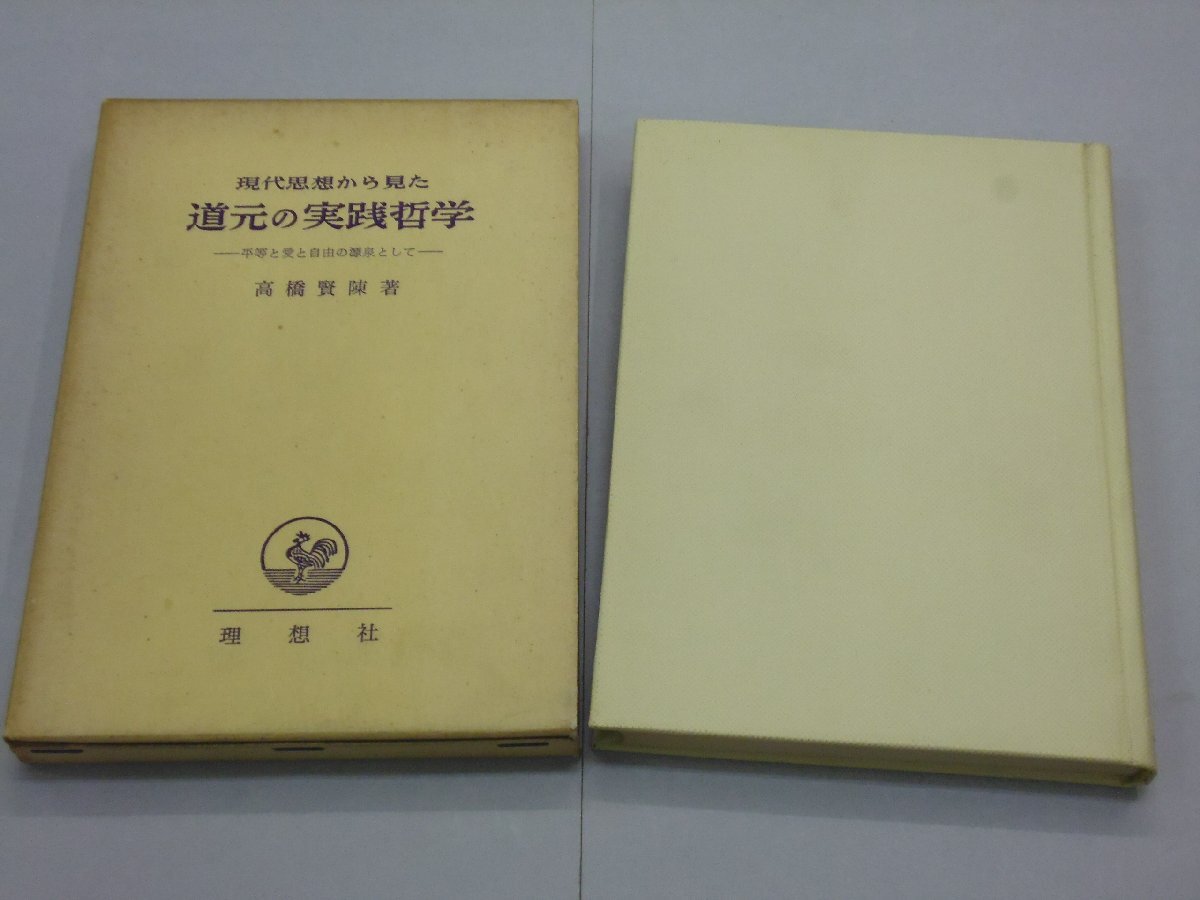 現代思想から見た
道元の実践哲学
――平等と愛と自由の源泉として――
高橋賢陳著
理想社